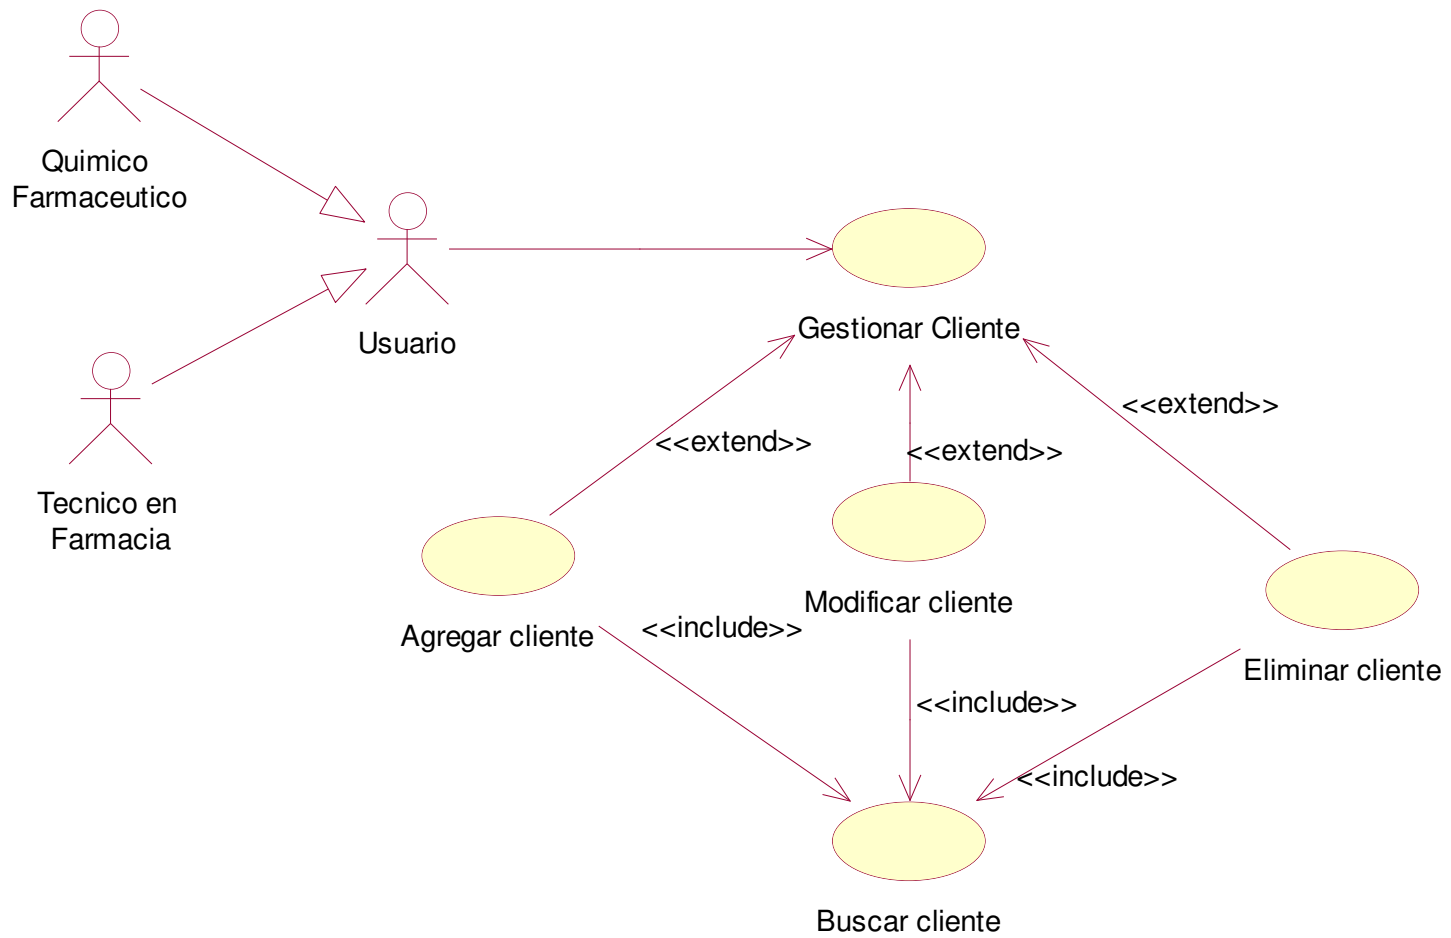 Quimico
Farmaceutico
Usuario
Gestionar Cliente
<<extend>>
<<extend>>
<<extend>>
Tecnico en
Farmacia
Modificar cliente
Agregar cliente
<<include>>
Eliminar cliente
<<include>>
<<include>>
Buscar cliente